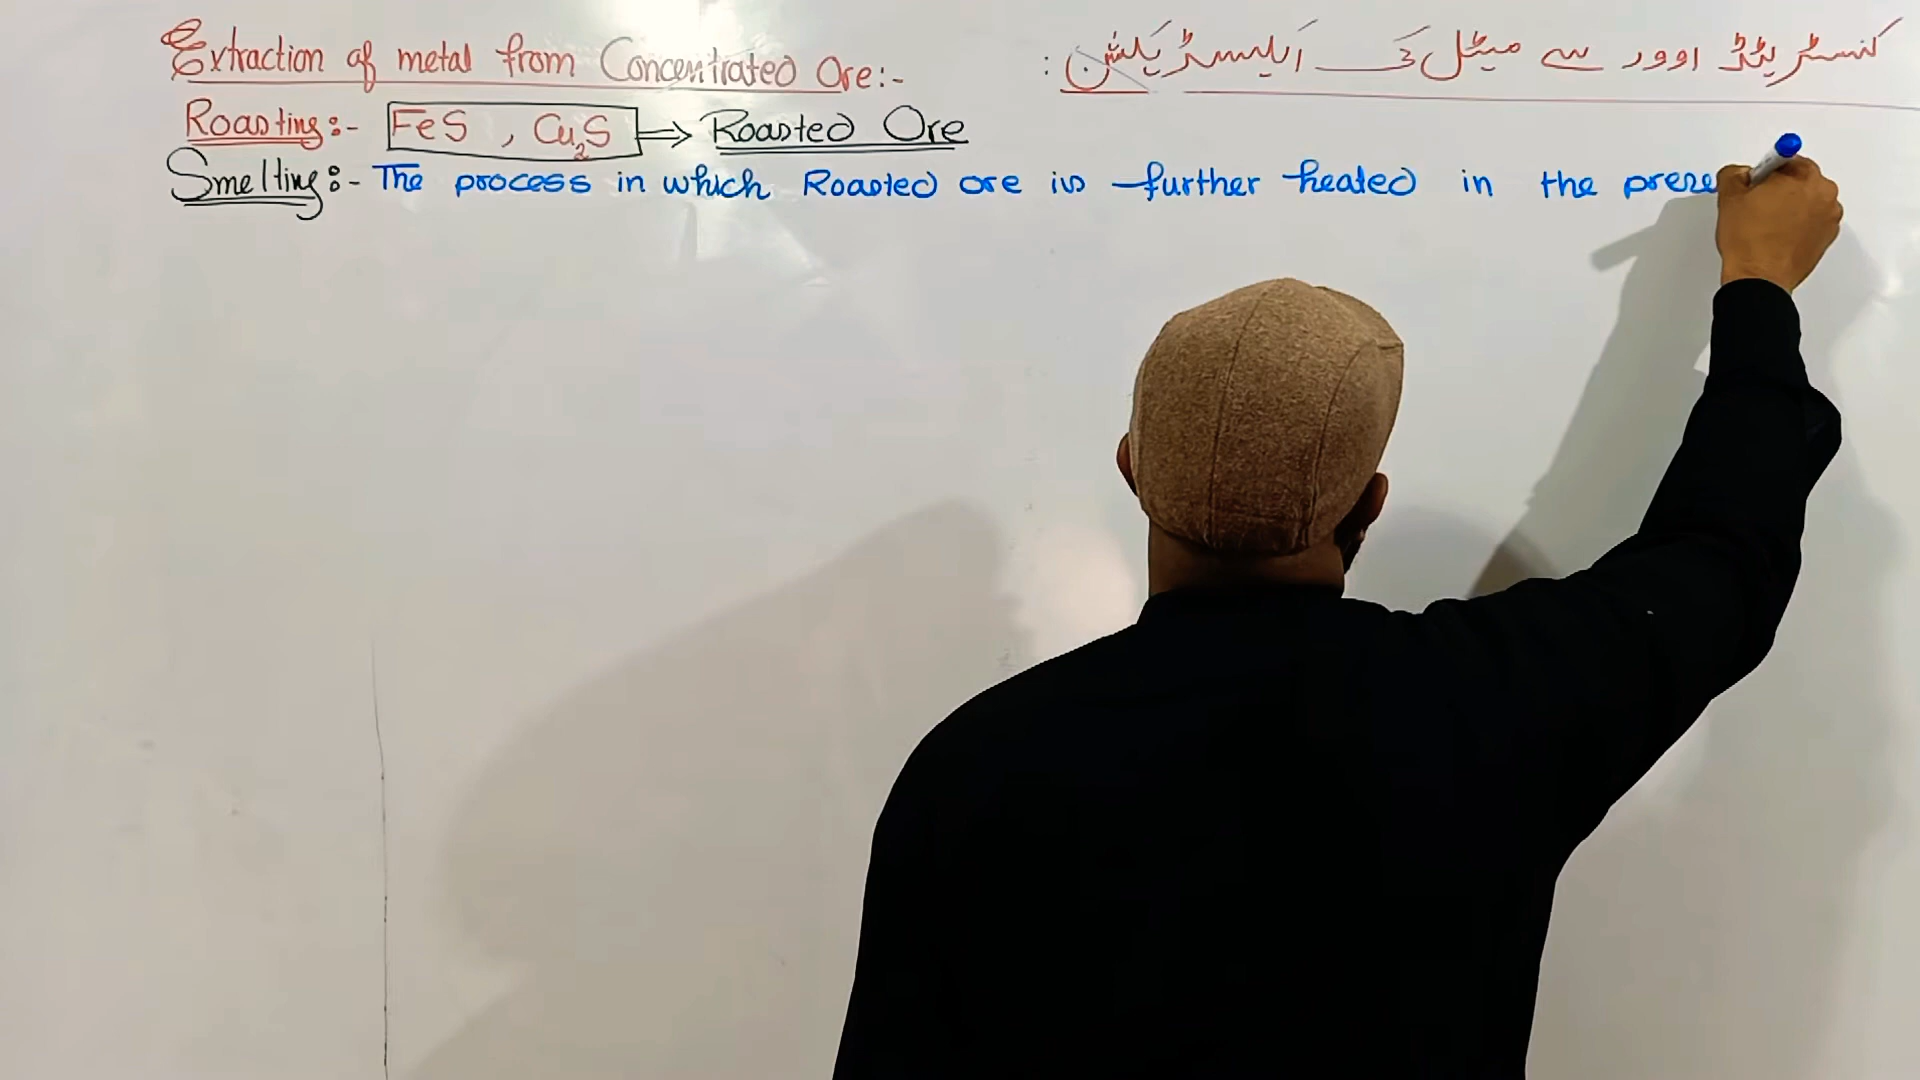 Extraction of metal from Concentrated Ore:- کنسنٹریٹڈ اوور سے میٹل کی ایکسٹریکشن :
Roasting:- FeS , Cu₂S ⇒ Roasted Ore
Smelting:- The process in which Roasted ore is further heated in the prese